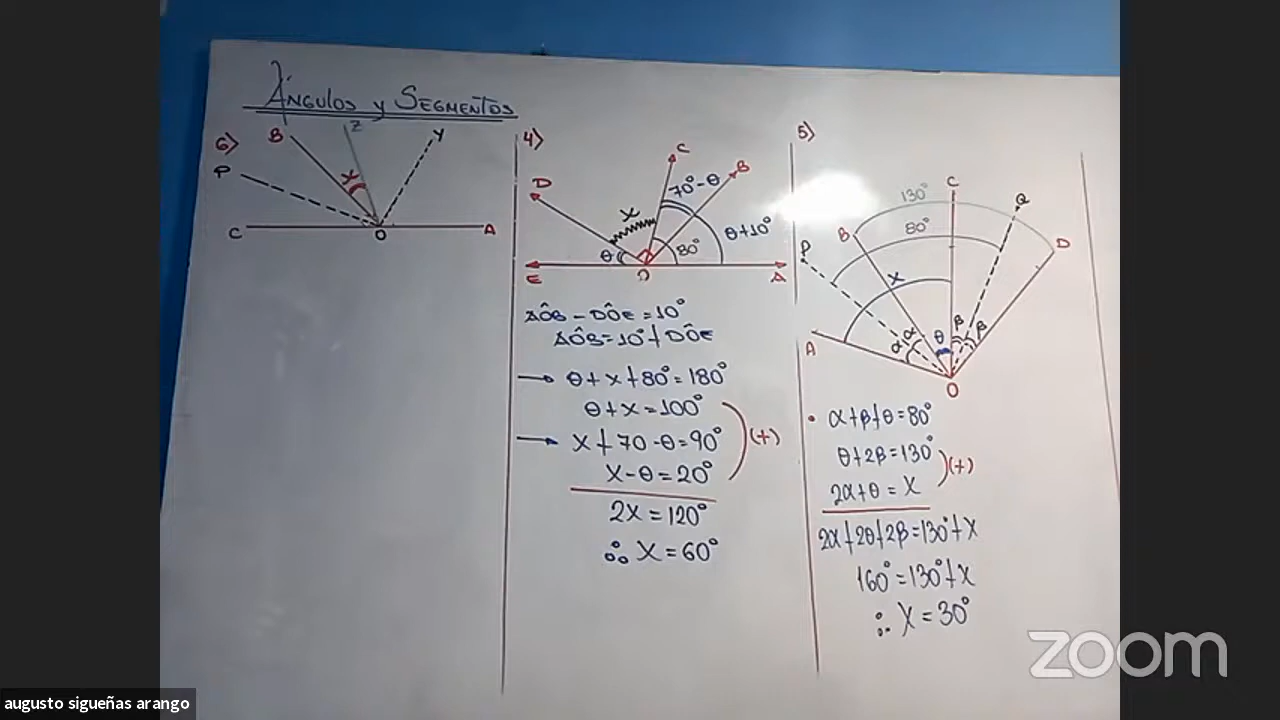 Ángulos y Segmentos
6)
B
Z
Y
P
X
C
O
A
4)
C
B
D
70°-θ
X
θ+10°
θ
80°
E
O
A
AÔB - DÔE = 10°
AÔB = 10° + DÔE
→ θ + X + 80° = 180°
θ + X = 100°
→ X + 70 - θ = 90°
(+)
X - θ = 20°
2X = 120°
∴ X = 60°
5)
C
130°
Q
B
80°
D
P
X
A
α
α
θ
β
β
O
• α + β + θ = 80°
θ + 2β = 130°
(+)
2α + θ = X
2α + 2θ + 2β = 130° + X
160° = 130° + X
∴ X = 30°
zoom
augusto sigueñas arango